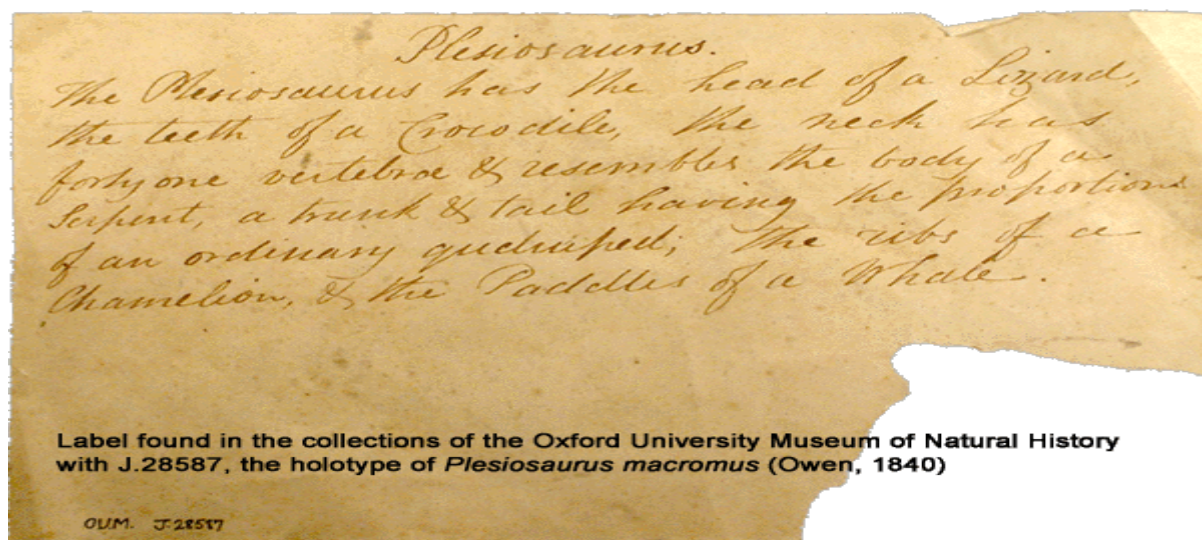 Plesiosaurus.
The Plesiosaurus has the head of a Lizard,
the teeth of a Crocodile, the neck has
forty one vertebrae & resembles the body of a
Serpent, a trunk & tail having the proportions
of an ordinary qudruped; the ribs of a
Chamelion, & the Paddles of a Whale.
Label found in the collections of the Oxford University Museum of Natural History
with J.28587, the holotype of Plesiosaurus macromus (Owen, 1840)
OUM. J.28587